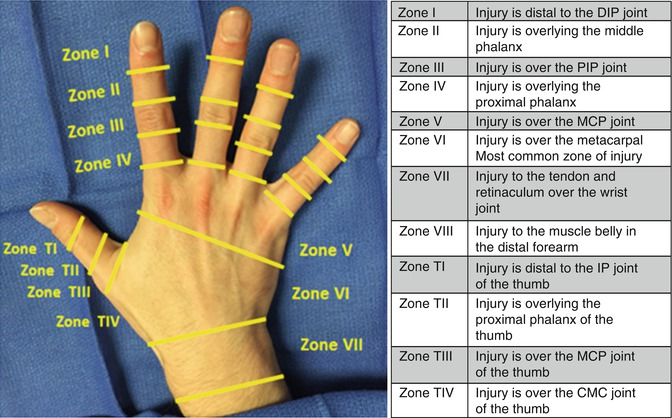 Zone I
Zone II
Zone III
Zone IV
Zone TI
Zone TII
Zone TIII
Zone TIV
Zone V
Zone VI
Zone VII
Zone I Injury is distal to the DIP joint
Zone II Injury is overlying the middle
phalanx
Zone III Injury is over the PIP joint
Zone IV Injury is overlying the
proximal phalanx
Zone V Injury is over the MCP joint
Zone VI Injury is over the metacarpal
Most common zone of injury
Zone VII Injury to the tendon and
retinaculum over the wrist
joint
Zone VIII Injury to the muscle belly in
the distal forearm
Zone TI Injury is distal to the IP joint
of the thumb
Zone TII Injury is overlying the
proximal phalanx of the
thumb
Zone TIII Injury is over the MCP joint
of the thumb
Zone TIV Injury is over the CMC joint
of the thumb